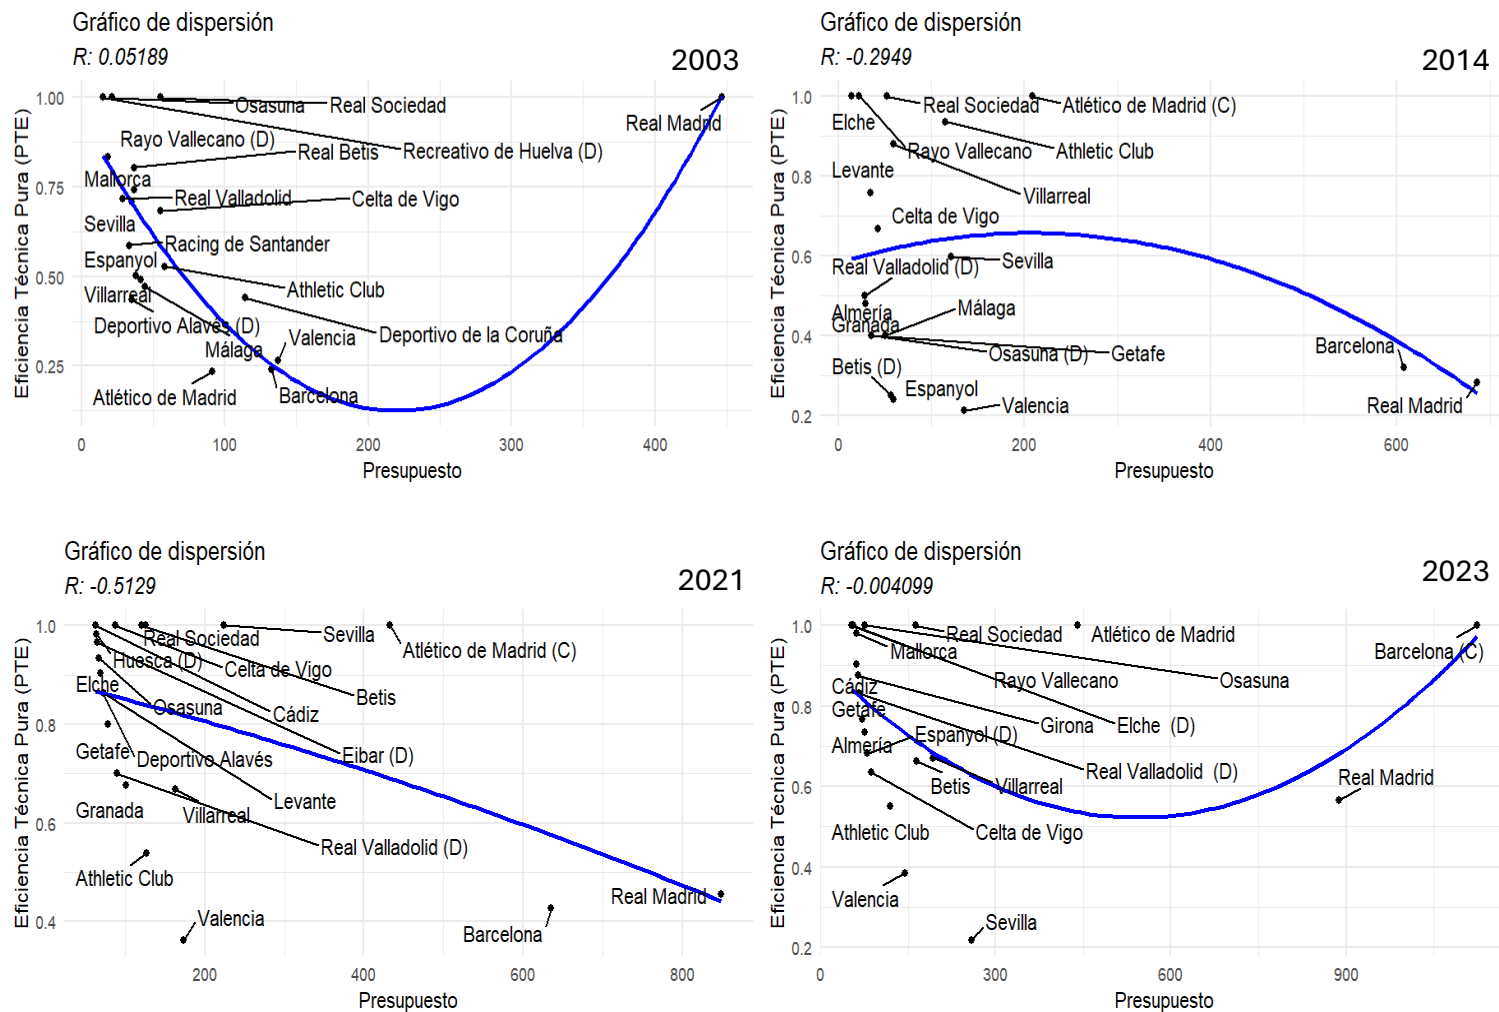 Gráfico de dispersión
R: 0.05189
2003
Eficiencia Técnica Pura (PTE)
1.00
0.75
0.50
0.25
Osasuna
Real Sociedad
Real Madrid
Rayo Vallecano (D)
Real Betis
Recreativo de Huelva (D)
Mallorca
Real Valladolid
Celta de Vigo
Sevilla
Racing de Santander
Espanyol
Athletic Club
Villarreal
Deportivo Alavés (D)
Valencia
Deportivo de la Coruña
Málaga
Atlético de Madrid
Barcelona
0
100
200
300
400
Presupuesto
Gráfico de dispersión
R: -0.2949
2014
Eficiencia Técnica Pura (PTE)
1.0
0.8
0.6
0.4
0.2
Real Sociedad
Atlético de Madrid (C)
Elche
Rayo Vallecano
Athletic Club
Levante
Villarreal
Celta de Vigo
Real Valladolid (D)
Sevilla
Almería
Málaga
Granada
Osasuna (D)
Getafe
Barcelona
Betis (D)
Espanyol
Valencia
Real Madrid
0
200
400
600
Presupuesto
Gráfico de dispersión
R: -0.5129
2021
Eficiencia Técnica Pura (PTE)
1.0
0.8
0.6
0.4
Real Sociedad
Sevilla
Atlético de Madrid (C)
Huesca (D)
Celta de Vigo
Elche
Betis
Osasuna
Cádiz
Getafe
Deportivo Alavés
Eibar (D)
Granada
Villarreal
Levante
Real Valladolid (D)
Athletic Club
Real Madrid
Valencia
Barcelona
200
400
600
800
Presupuesto
Gráfico de dispersión
R: -0.004099
2023
Eficiencia Técnica Pura (PTE)
1.0
0.8
0.6
0.4
0.2
Real Sociedad
Atlético de Madrid
Mallorca
Barcelona (C)
Cádiz
Rayo Vallecano
Osasuna
Getafe
Girona
Elche (D)
Almería
Espanyol (D)
Real Valladolid (D)
Betis
Villarreal
Real Madrid
Athletic Club
Celta de Vigo
Valencia
Sevilla
0
300
600
900
Presupuesto